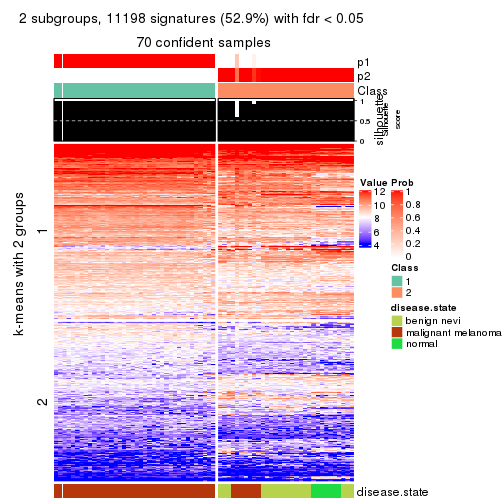 2 subgroups, 11198 signatures (52.9%) with fdr < 0.05
70 confident samples
p1
p2
Class
1
0.5
0
silhouette
Silhouette
score
k-means with 2 groups
1
2
Value
12
10
8
6
4
Prob
1
0.8
0.6
0.4
0.2
0
Class
1
2
disease.state
benign nevi
malignant melanoma
normal
disease.state